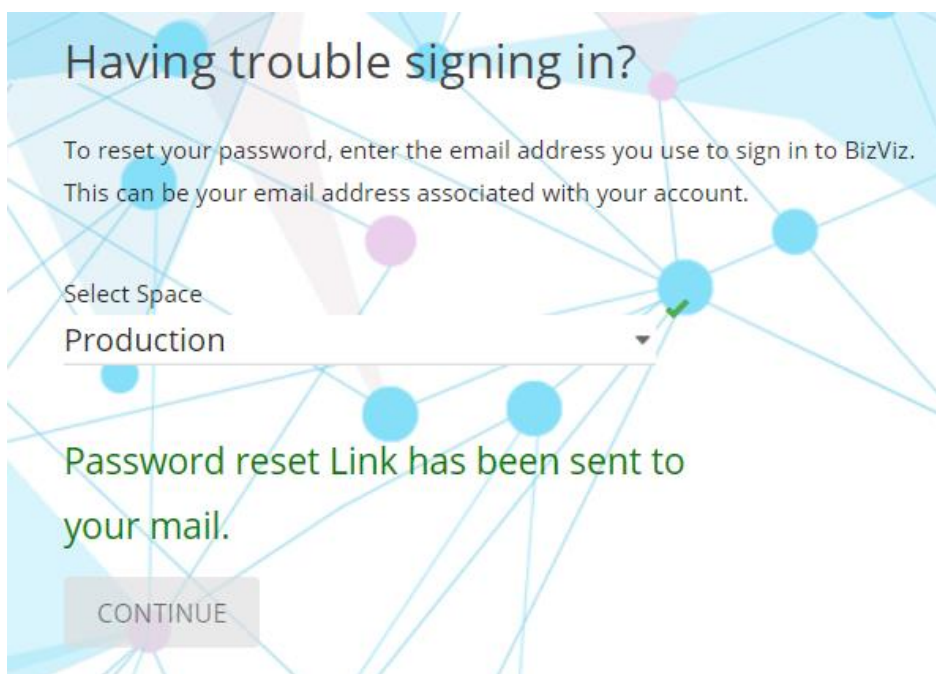 Having trouble signing in?
To reset your password, enter the email address you use to sign in to BizViz.
This can be your email address associated with your account.
Select Space
Production
Password reset Link has been sent to
your mail.
CONTINUE